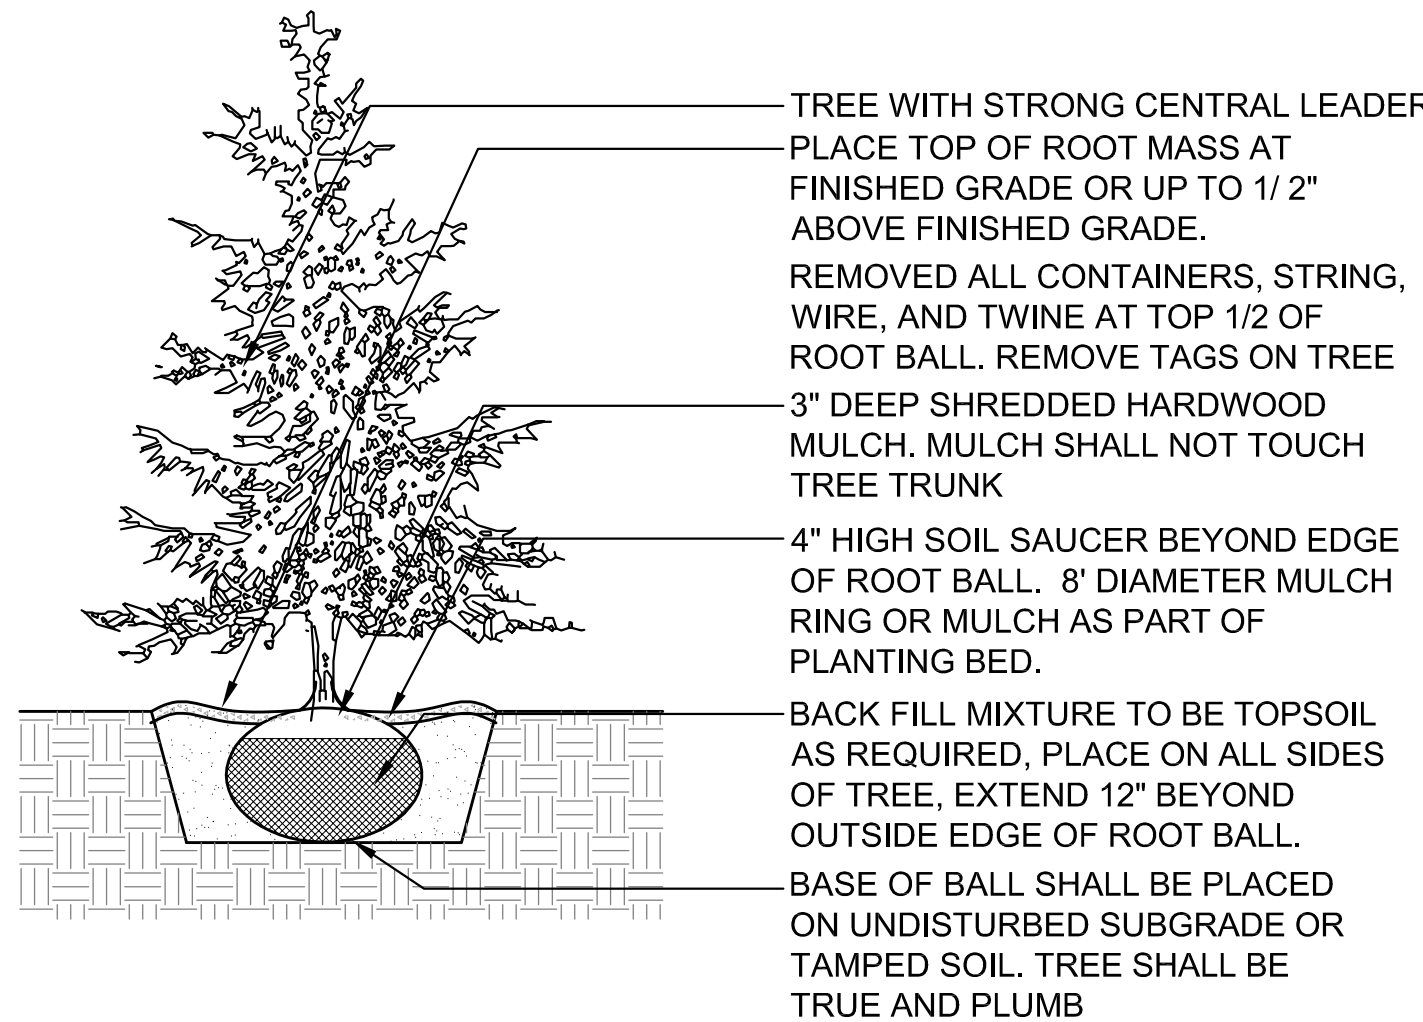 TREE WITH STRONG CENTRAL LEADER
PLACE TOP OF ROOT MASS AT
FINISHED GRADE OR UP TO 1/ 2"
ABOVE FINISHED GRADE.
REMOVED ALL CONTAINERS, STRING,
WIRE, AND TWINE AT TOP 1/2 OF
ROOT BALL. REMOVE TAGS ON TREE
3" DEEP SHREDDED HARDWOOD
MULCH. MULCH SHALL NOT TOUCH
TREE TRUNK
4" HIGH SOIL SAUCER BEYOND EDGE
OF ROOT BALL.  8' DIAMETER MULCH
RING OR MULCH AS PART OF
PLANTING BED.
BACK FILL MIXTURE TO BE TOPSOIL
AS REQUIRED, PLACE ON ALL SIDES
OF TREE, EXTEND 12" BEYOND
OUTSIDE EDGE OF ROOT BALL.
BASE OF BALL SHALL BE PLACED
ON UNDISTURBED SUBGRADE OR
TAMPED SOIL. TREE SHALL BE
TRUE AND PLUMB